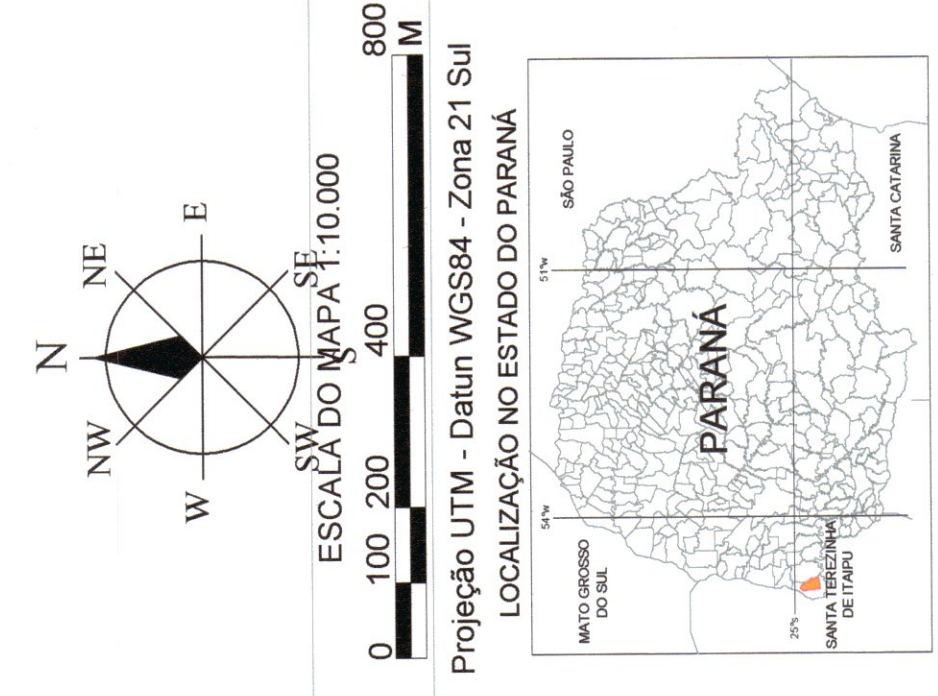 N
NW
NE
W
E
SW
SE
S
ESCALA DO MAPA 1:10.000
0 100 200 400 800
M
Projeção UTM - Datun WGS84 - Zona 21 Sul
LOCALIZAÇÃO NO ESTADO DO PARANÁ
MATO GROSSO
DO SUL
SÃO PAULO
54°W
51°W
PARANÁ
25°S
SANTA TEREZINHA
DE ITAIPU
SANTA CATARINA